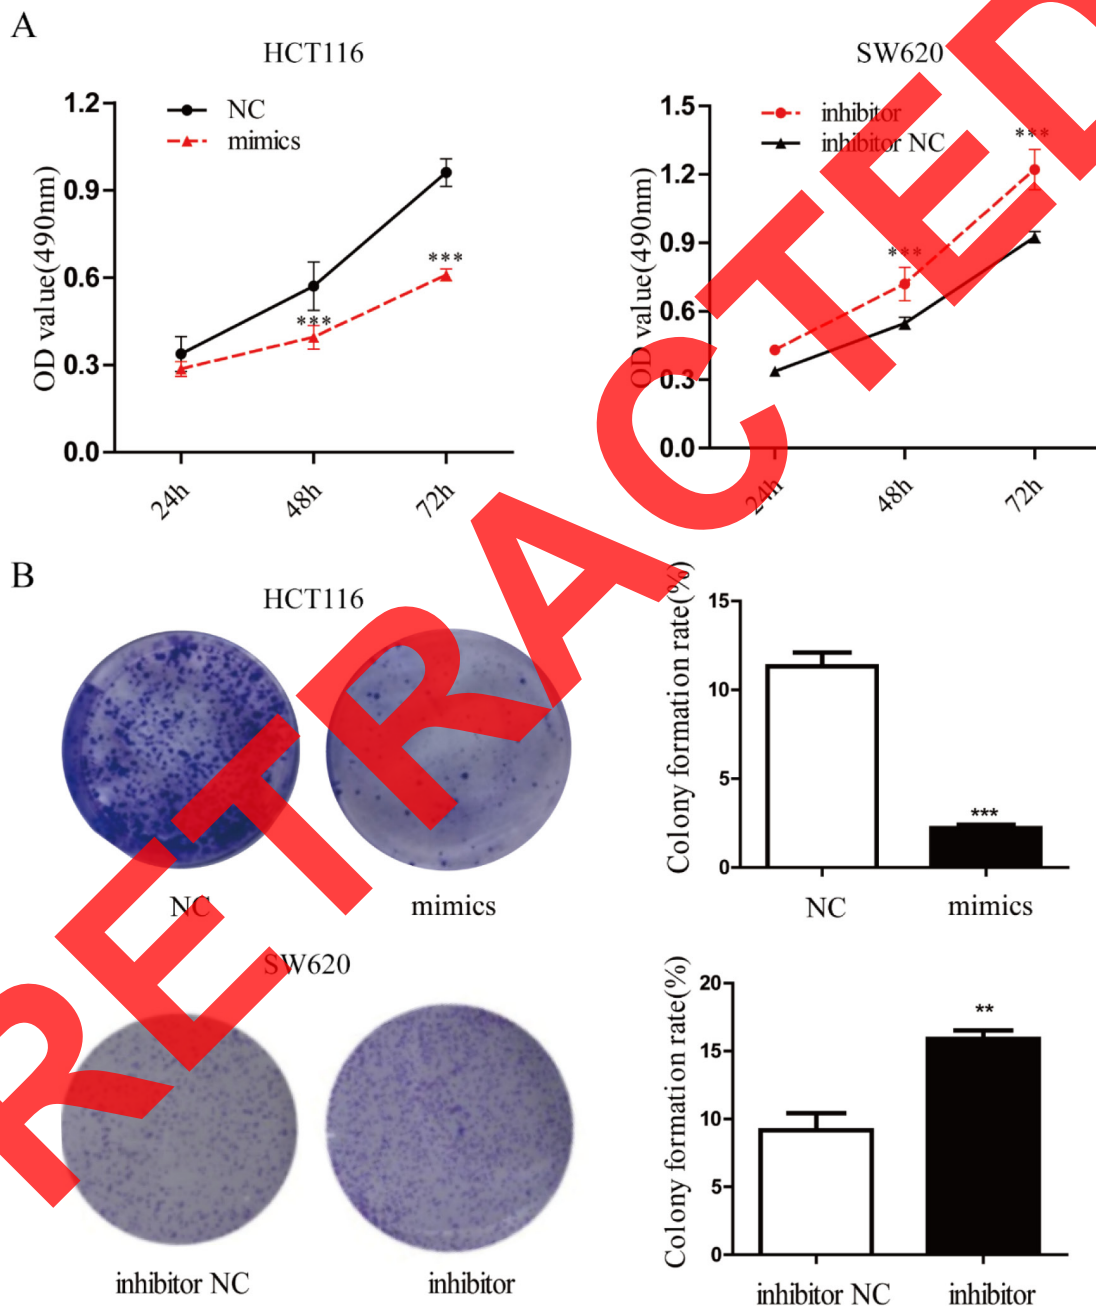 A
HCT116
NC
mimics
OD value(490nm)
1.2
0.9
0.6
0.3
0.0
***
***
24h
48h
72h
SW620
inhibitor
inhibitor NC
OD value(490nm)
1.5
1.2
0.9
0.6
0.3
0.0
***
***
24h
48h
72h
B
HCT116
NC
mimics
Colony formation rate(%)
15
10
5
0
***
NC
mimics
SW620
inhibitor NC
inhibitor
Colony formation rate(%)
20
15
10
5
0
**
inhibitor NC
inhibitor
RETRACTED